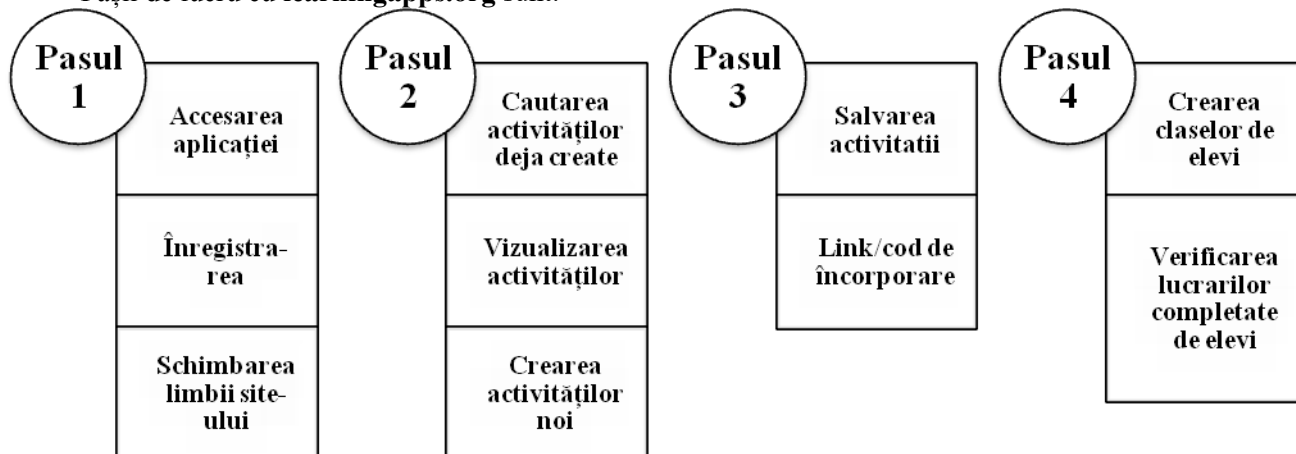 Pasul
1
Accesarea
aplicației
Înregistra-
rea
Schimbarea
limbii site-
ului
Pasul
2
Cautarea
activităților
deja create
Vizualizarea
activităților
Crearea
activităților
noi
Pasul
3
Salvarea
activitatii
Link/cod de
încorporare
Pasul
4
Crearea
claselor de
elevi
Verificarea
lucrarilor
completate
de elevi